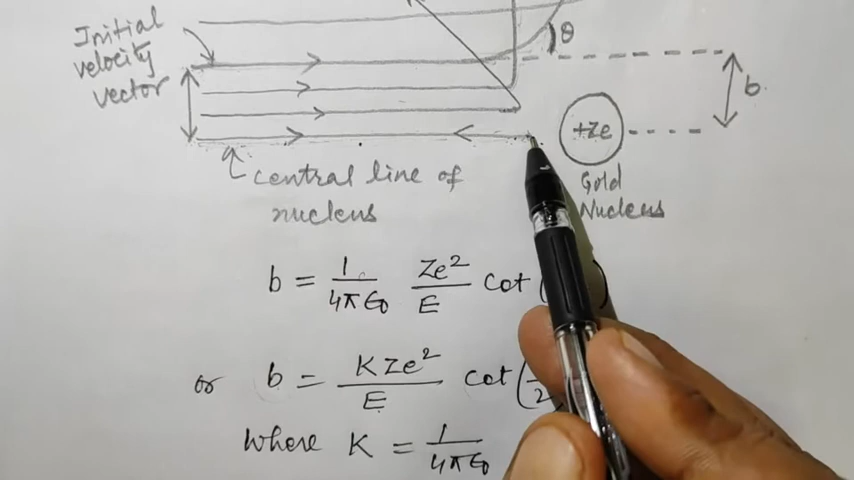 Initial
velocity
vector
θ
b
+Ze
central line of
nucleus
Gold
Nucleus
b = 1/4πϵ₀ Ze²/E cot (
or b = KZe²/E cot( /2
Where K = 1/4πϵ₀